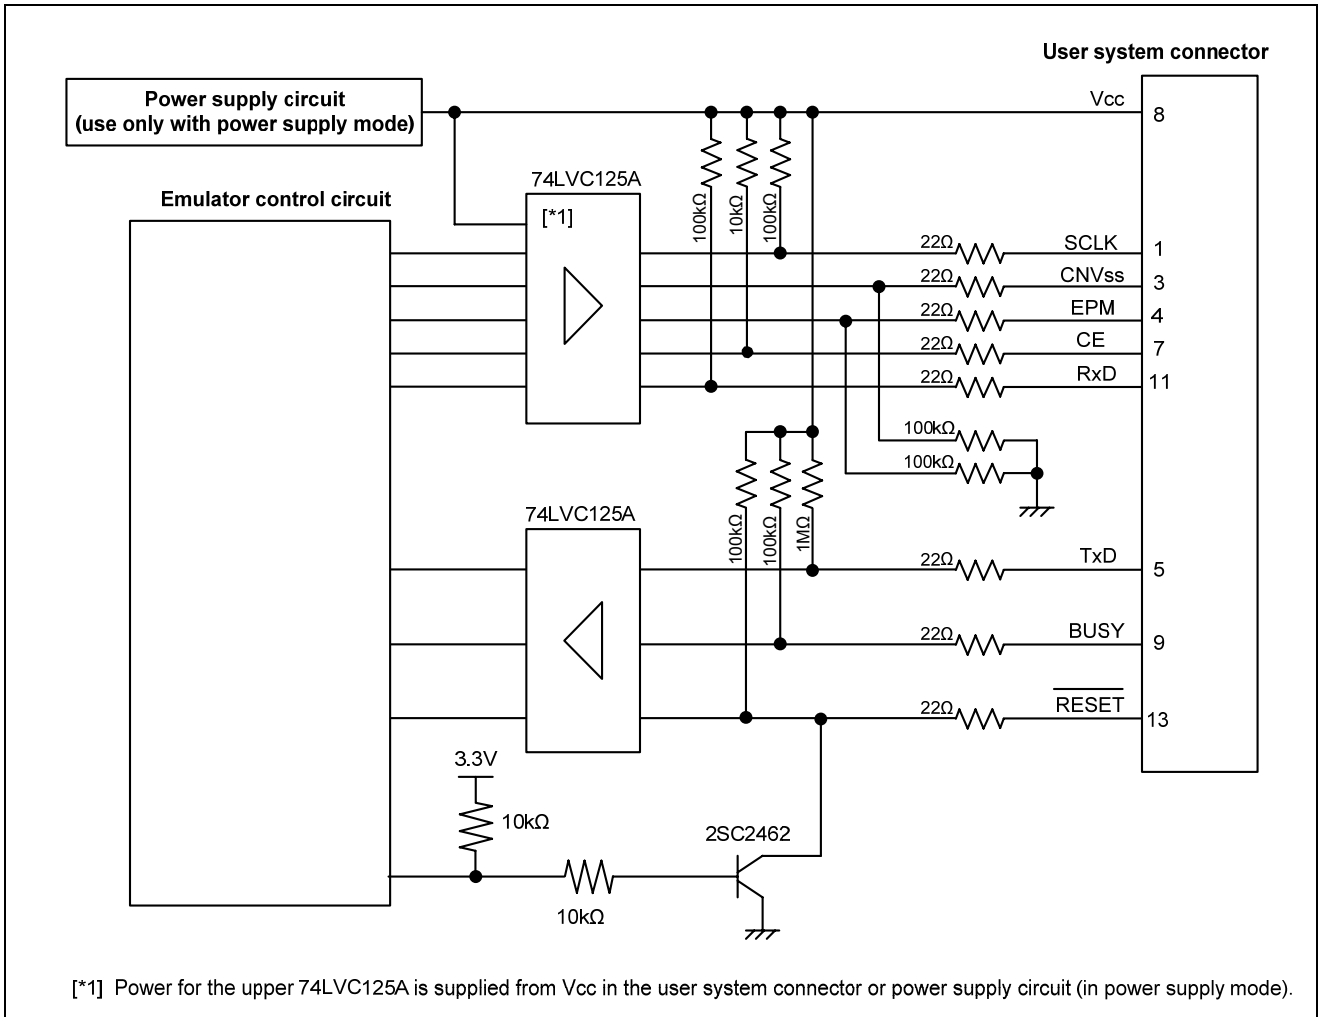 User system connector
Power supply circuit
(use only with power supply mode)
Vcc
8
74LVC125A
Emulator control circuit
[*1]
100kΩ
10kΩ
100kΩ
22Ω
SCLK
1
22Ω
CNVss
3
22Ω
EPM
4
22Ω
CE
7
22Ω
RxD
11
100kΩ
100kΩ
74LVC125A
100kΩ
100kΩ
1MΩ
22Ω
TxD
5
22Ω
BUSY
9
22Ω
RESET
13
3.3V
10kΩ
2SC2462
10kΩ
[*1] Power for the upper 74LVC125A is supplied from Vcc in the user system connector or power supply circuit (in power supply mode).